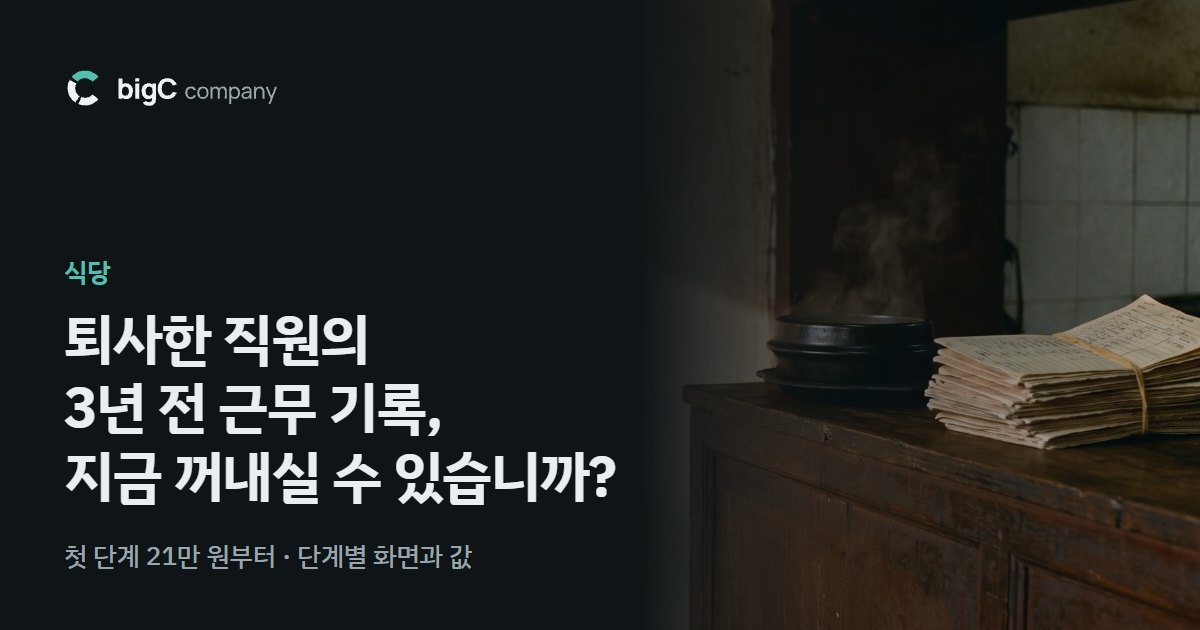 bigC company
식당
퇴사한 직원의
3년 전 근무 기록,
지금 꺼내실 수 있습니까?
첫 단계 21만 원부터 · 단계별 화면과 값